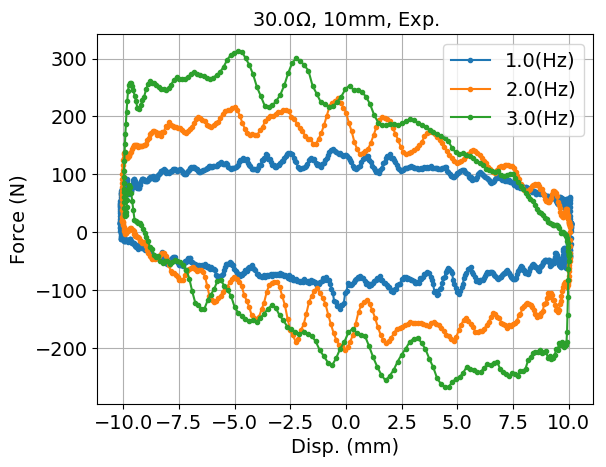 30.0Ω, 10mm, Exp.
1.0(Hz)
2.0(Hz)
3.0(Hz)
Force (N)
300
200
100
0
−100
−200
−10.0 −7.5 −5.0 −2.5 0.0 2.5 5.0 7.5 10.0
Disp. (mm)